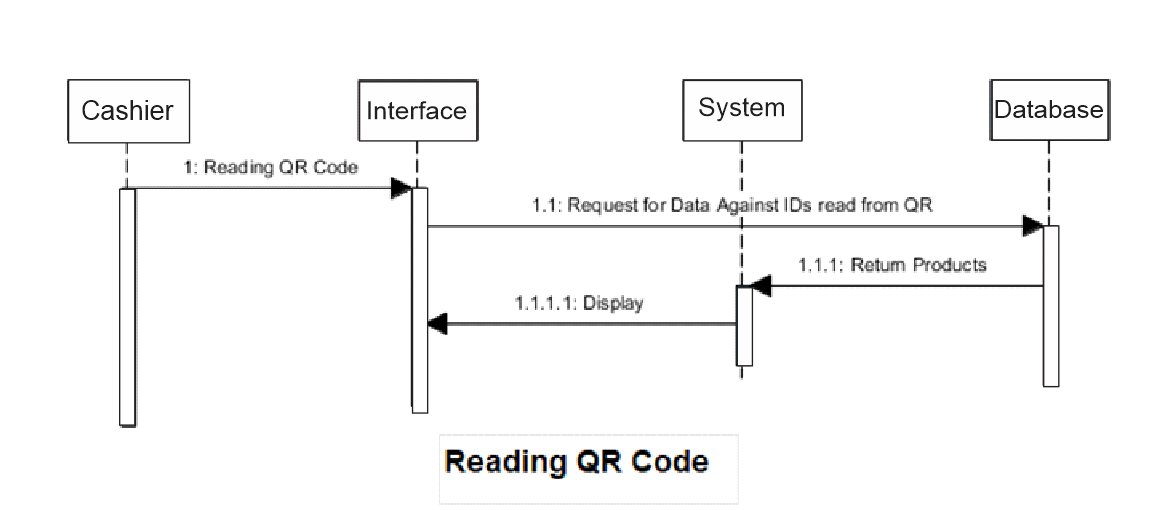 Cashier
Interface
System
Database
1: Reading QR Code
1.1: Request for Data Against IDs read from QR
1.1.1: Return Products
1.1.1.1: Display
Reading QR Code